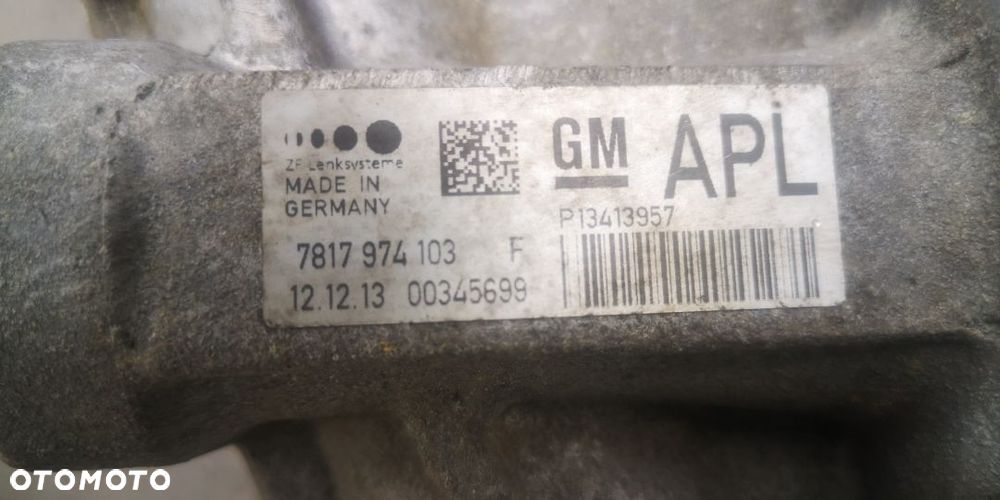 ZF Lenksysteme
MADE IN
GERMANY
7817 974 103 F
12.12.13 00345699
GM APL
P13413957
OTOMOTO